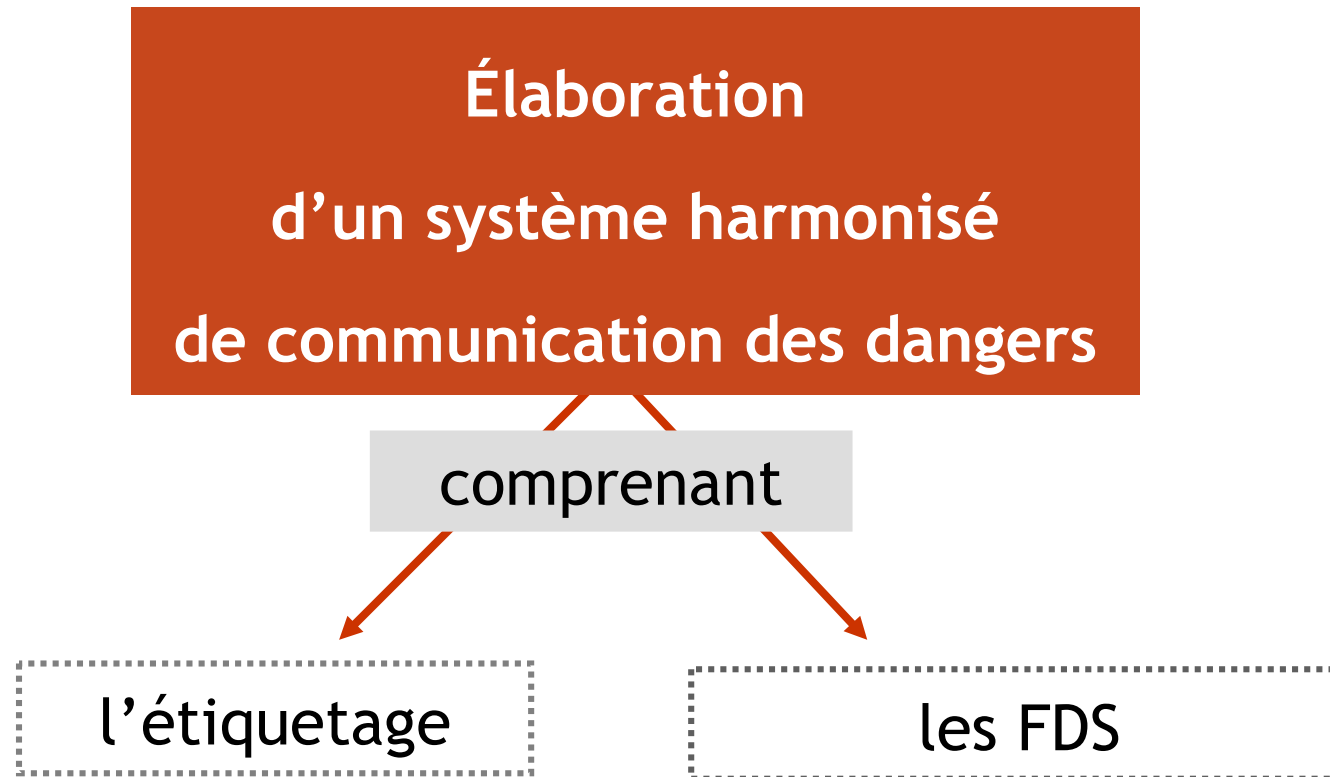 Élaboration
d’un système harmonisé
de communication des dangers
comprenant
l’étiquetage
les FDS